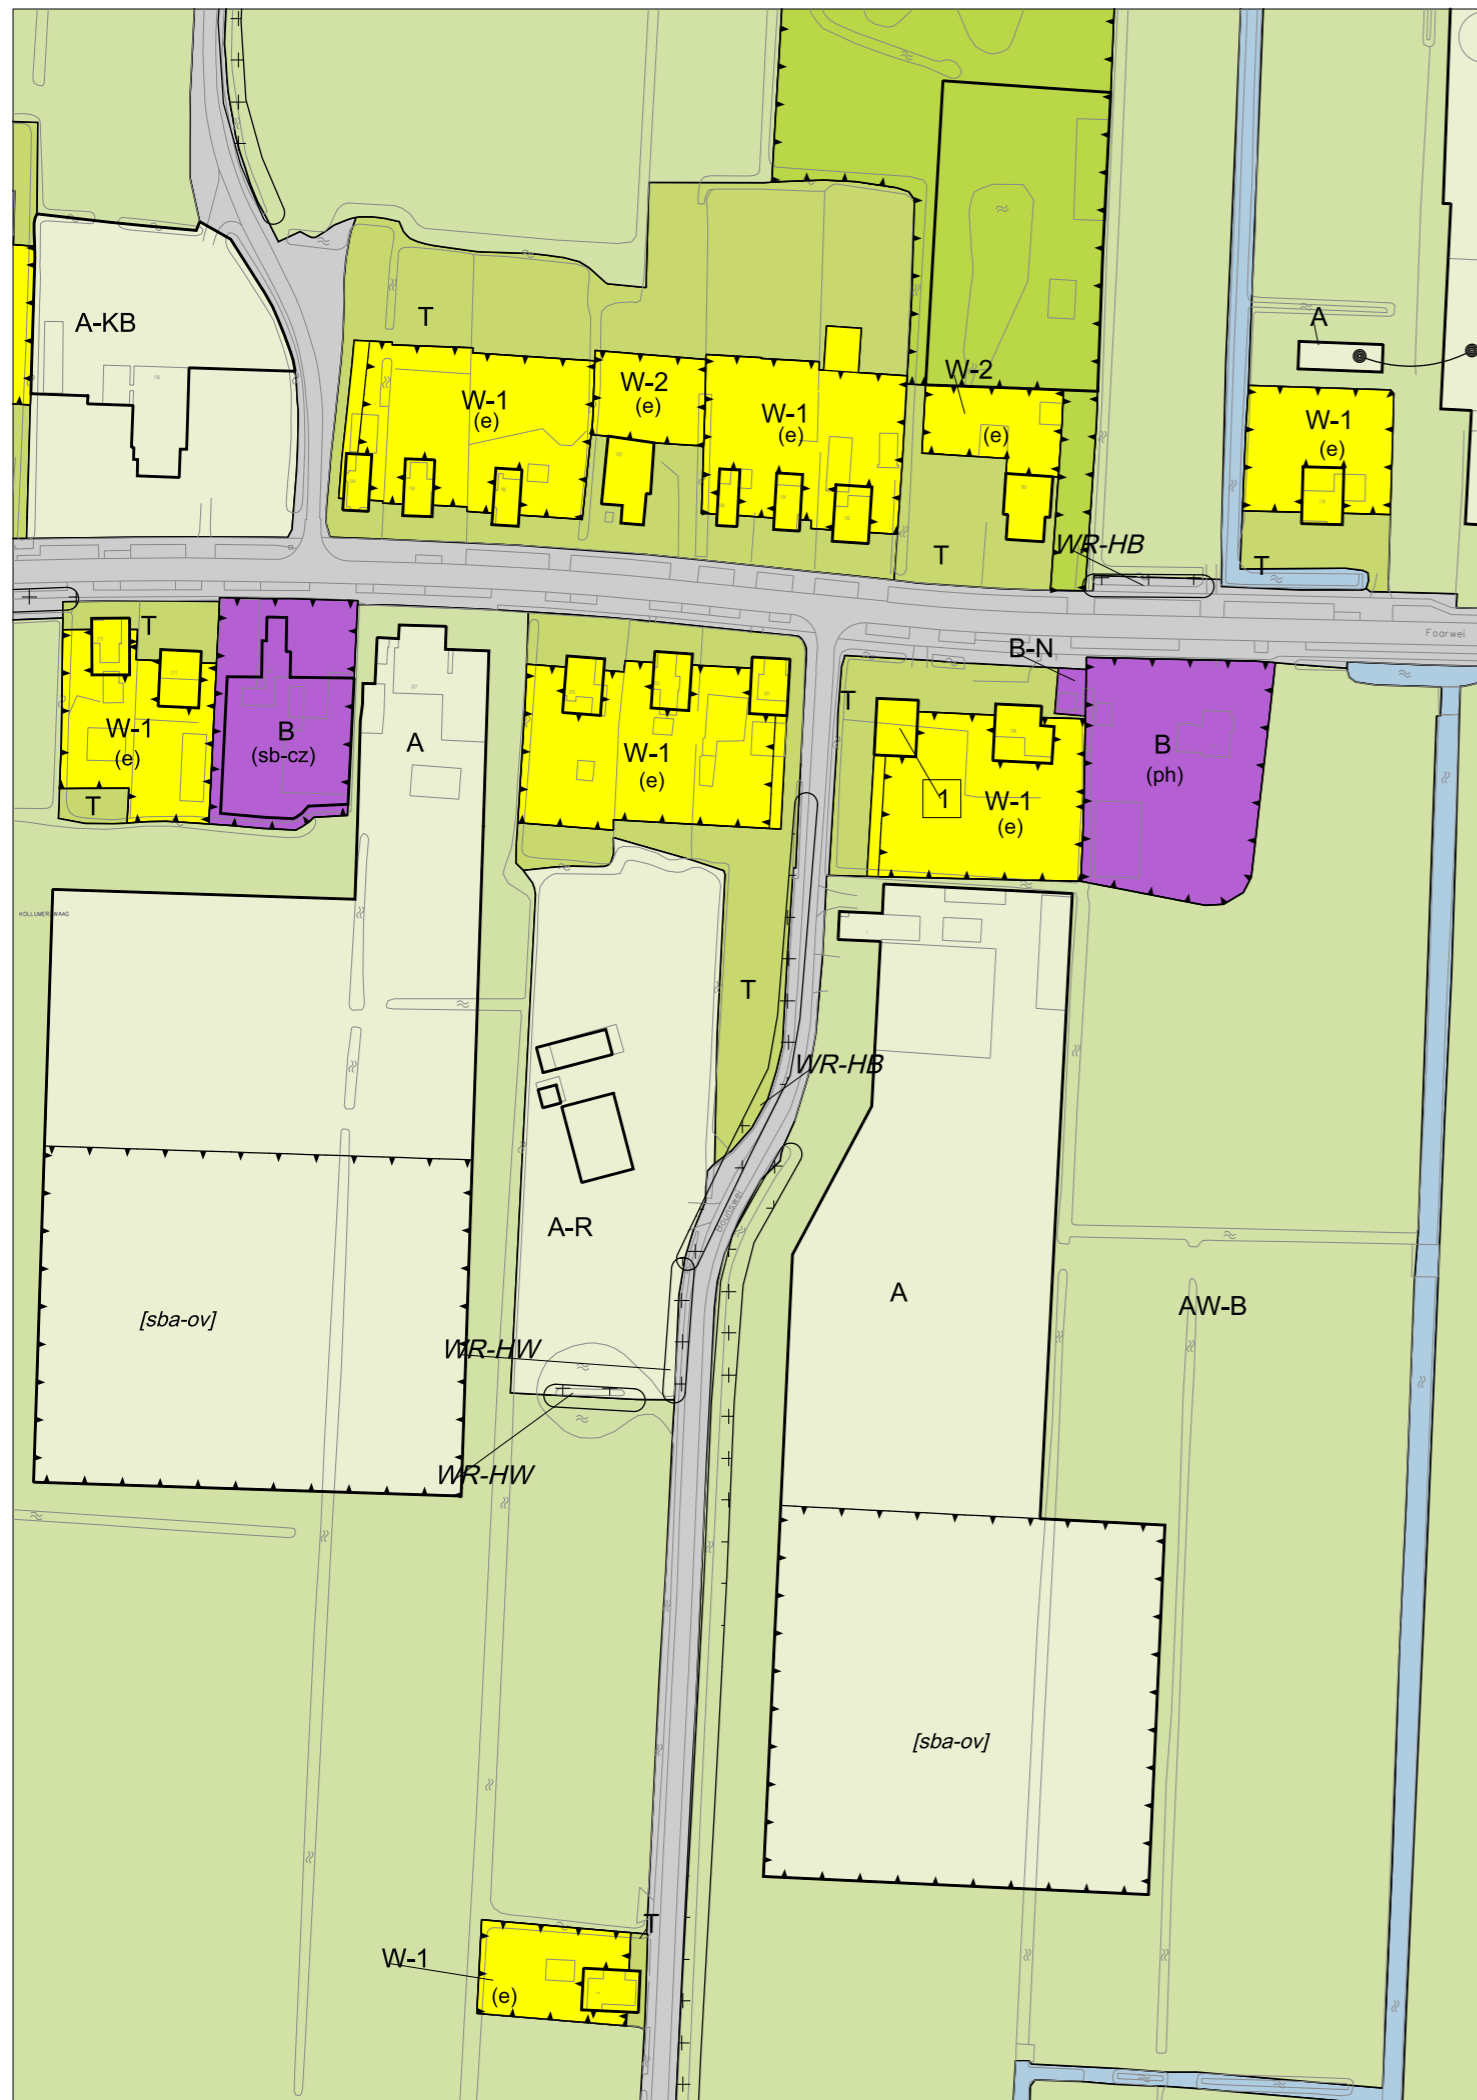 A-KB
T
W-1
(e)
W-2
(e)
W-1
(e)
W-2
(e)
A
W-1
(e)
T
WR-HB
T
Foarwei
T
W-1
(e)
T
B
(sb-cz)
A
W-1
(e)
T
B-N
1
W-1
(e)
B
(ph)
T
WR-HB
Bounswei
A-R
[sba-ov]
WR-HW
WR-HW
A
AW-B
[sba-ov]
T
W-1
(e)